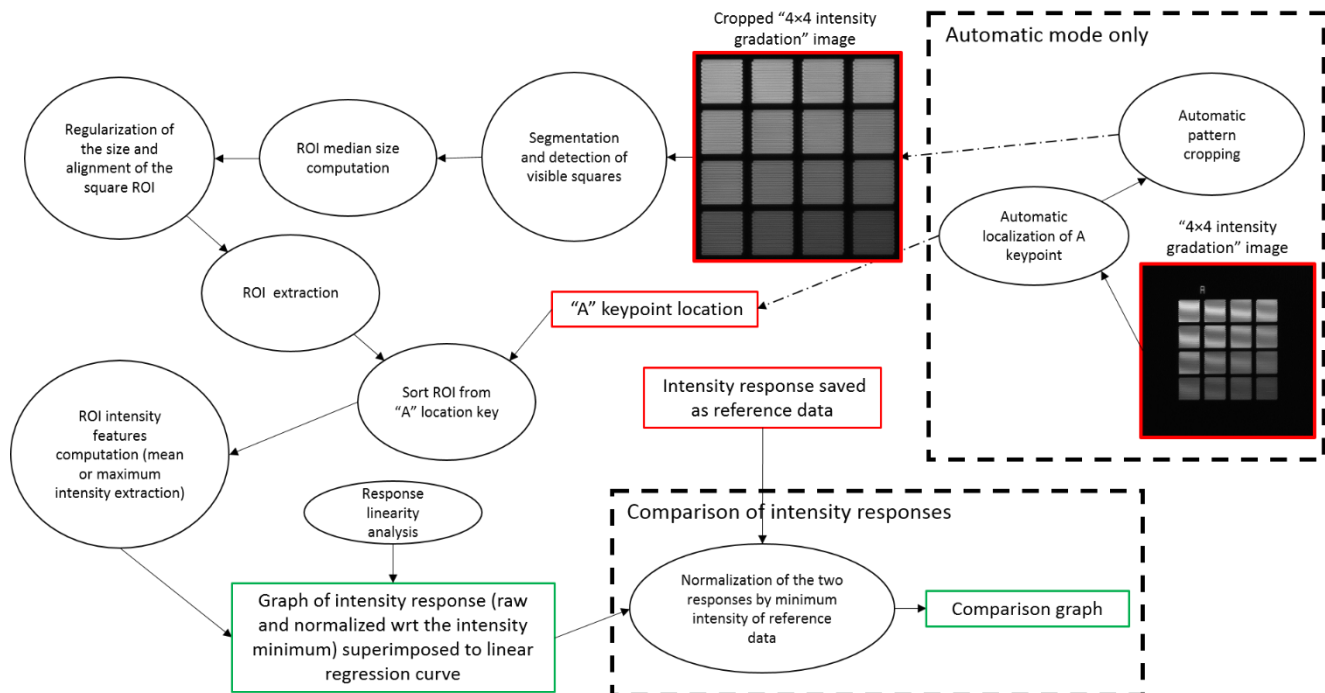 Cropped “4×4 intensity
gradation” image
Automatic mode only
Regularization of
the size and
alignment of the
square ROI
ROI median size
computation
Segmentation
and detection of
visible squares
Automatic
pattern
cropping
Automatic
localization of A
keypoint
“4×4 intensity
gradation” image
A
ROI extraction
“A” keypoint location
Sort ROI from
“A” location key
Intensity response saved
as reference data
ROI intensity
features
computation (mean
or maximum
intensity extraction)
Response
linearity
analysis
Comparison of intensity responses
Graph of intensity response (raw
and normalized wrt the intensity
minimum) superimposed to linear
regression curve
Normalization of the two
responses by minimum
intensity of reference
data
Comparison graph